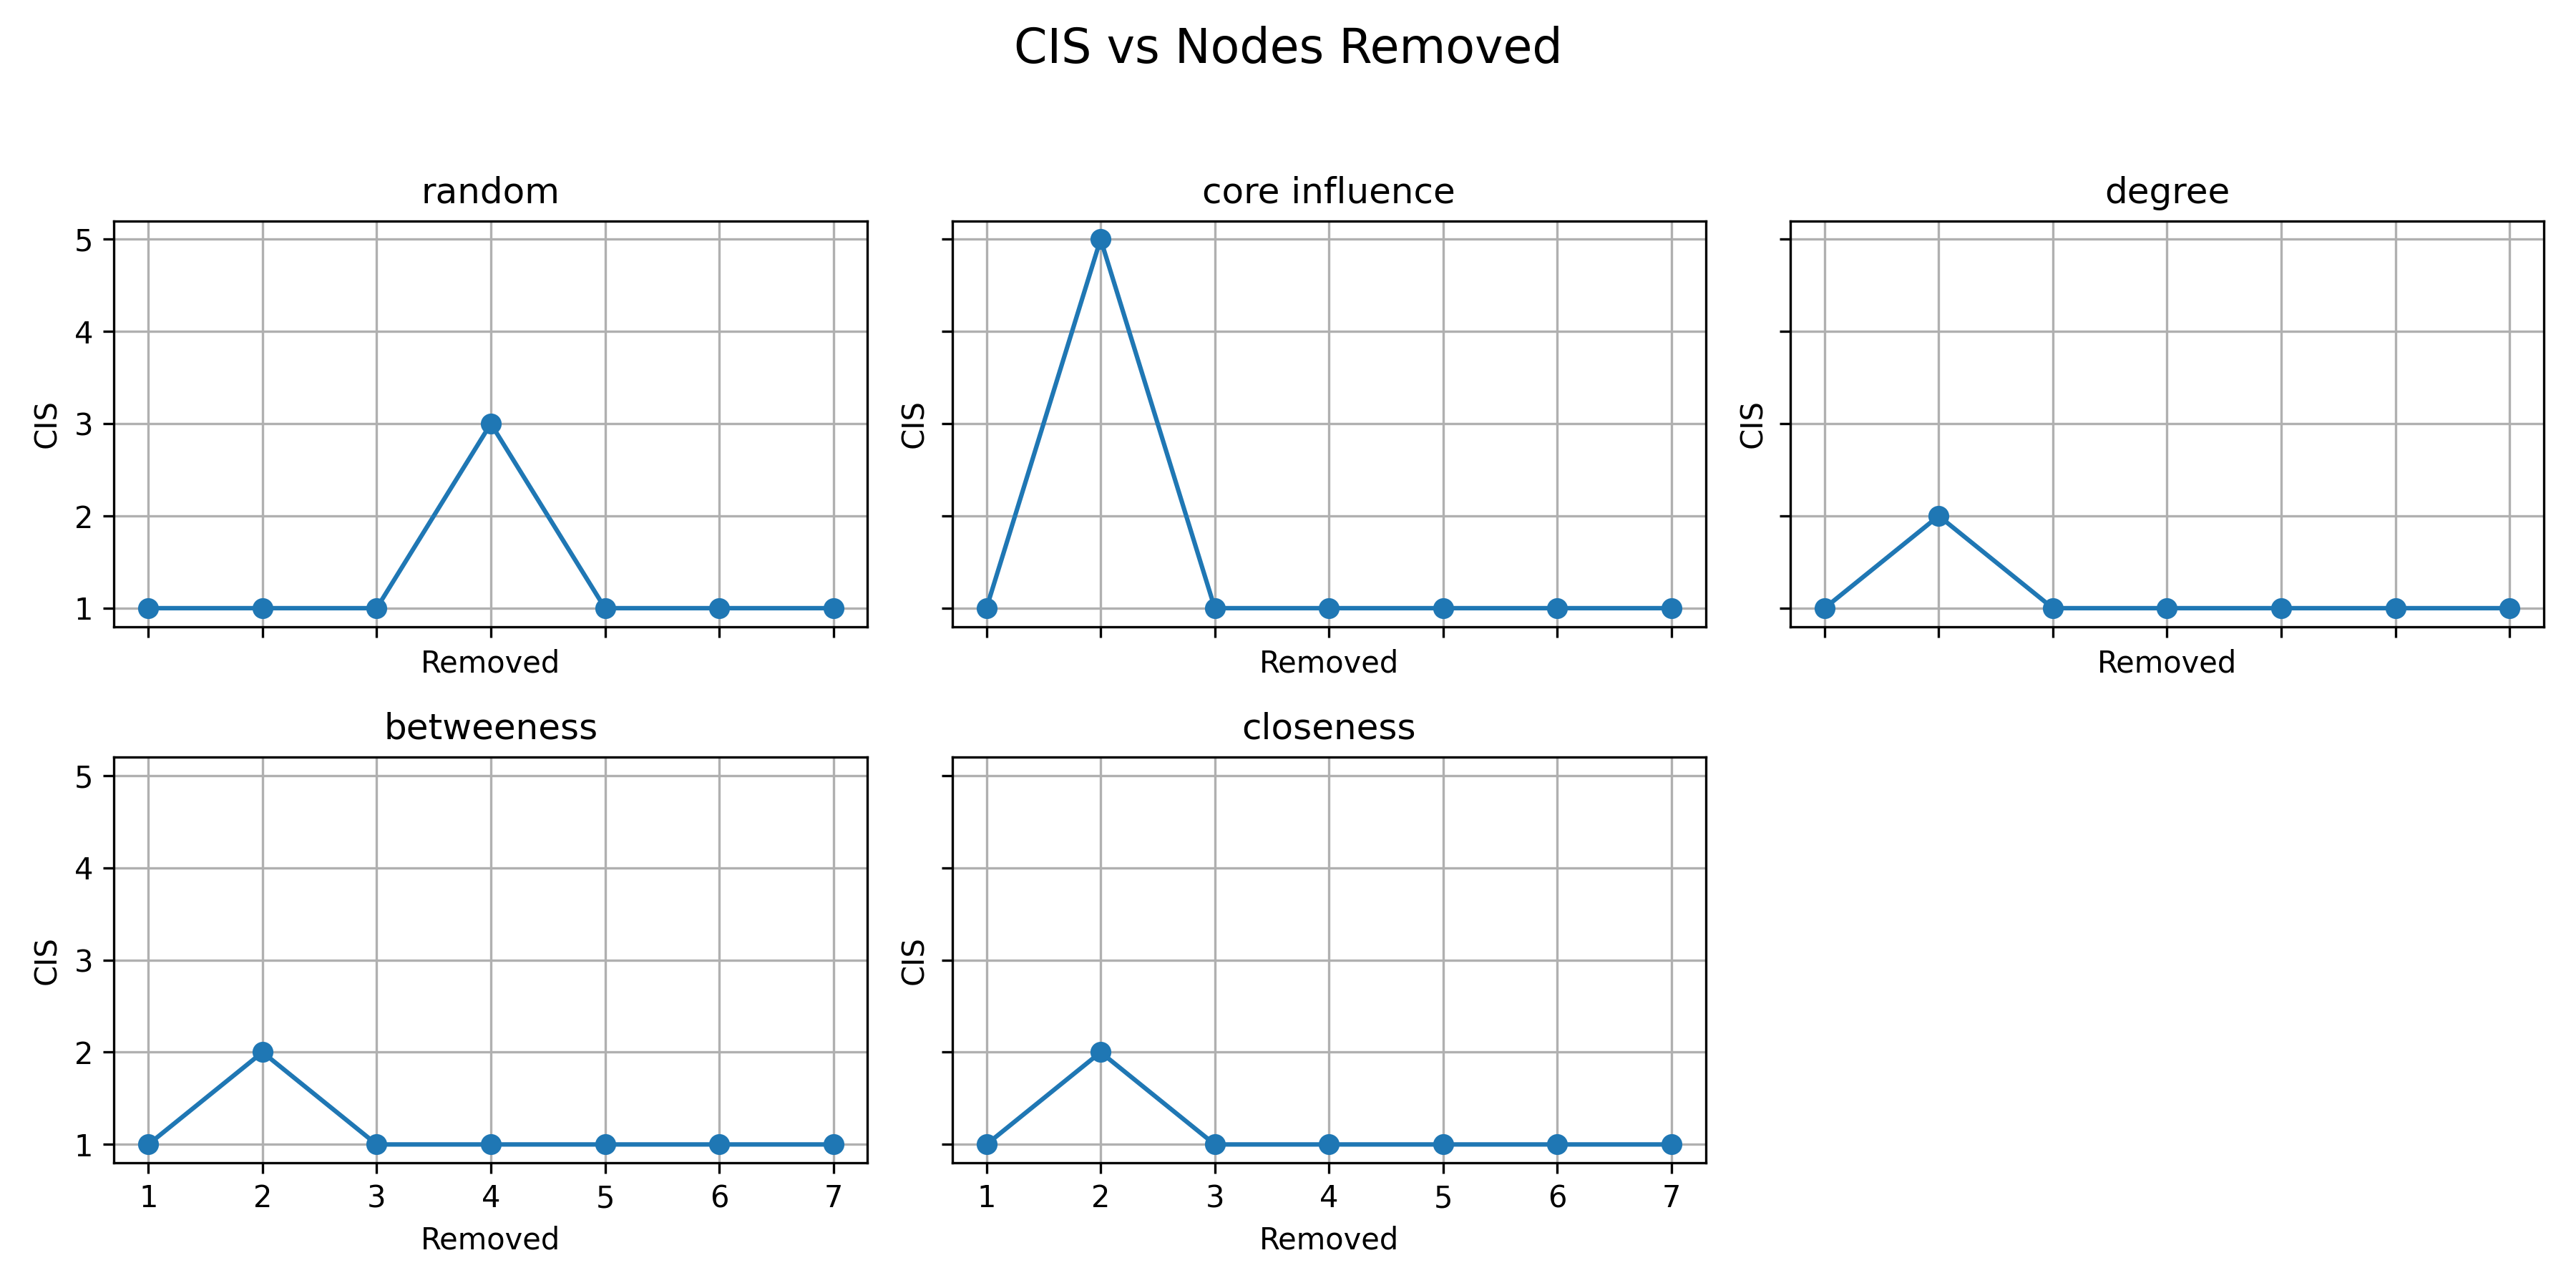 CIS vs Nodes Removed
random
core influence
degree
5
4
3
2
1
CIS
CIS
CIS
Removed
Removed
Removed
betweeness
closeness
5
4
3
2
1
CIS
CIS
1 2 3 4 5 6 7
1 2 3 4 5 6 7
Removed
Removed